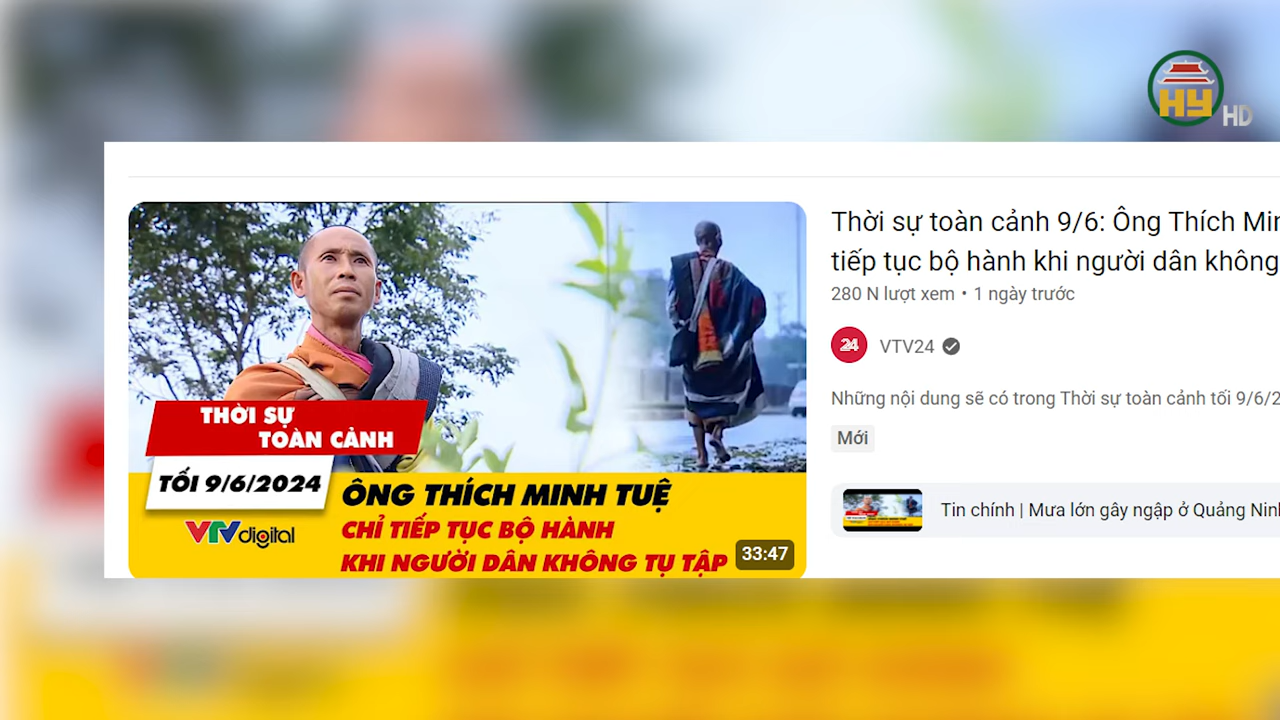 HY
HD
Thời sự toàn cảnh 9/6: Ông Thích Min
tiếp tục bộ hành khi người dân không
280 N lượt xem • 1 ngày trước
24
VTV24
Những nội dung sẽ có trong Thời sự toàn cảnh tối 9/6/2
Mới
Tin chính | Mưa lớn gây ngập ở Quảng Ninh
THỜI SỰ
TOÀN CẢNH
TỐI 9/6/2024
VTV digital
ÔNG THÍCH MINH TUỆ
CHỈ TIẾP TỤC BỘ HÀNH
KHI NGƯỜI DÂN KHÔNG TỤ TẬP
33:47